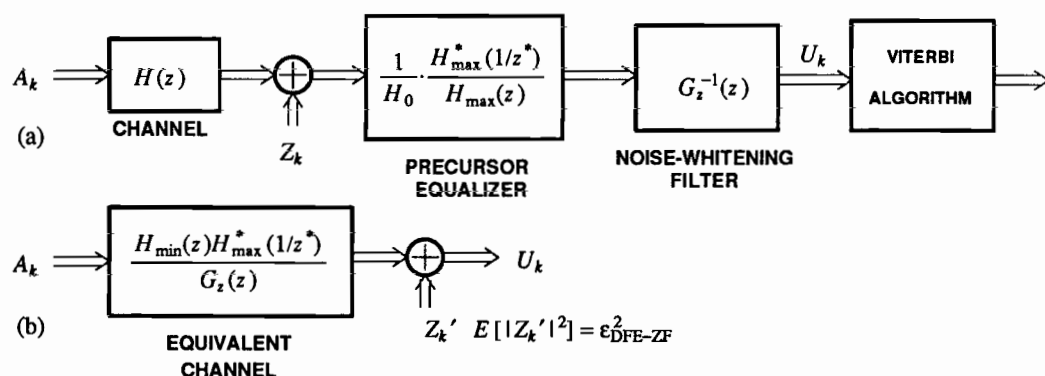 A_k
H(z)
CHANNEL
(a)
Z_k
1/H_0 · H*_max(1/z*)/H_max(z)
PRECURSOR
EQUALIZER
G_z^{-1}(z)
NOISE-WHITENING
FILTER
U_k
VITERBI
ALGORITHM
A_k
H_min(z)H*_max(1/z*)/G_z(z)
U_k
(b)
Z_k' E[|Z_k'|^2] = ε^2_DFE-ZF
EQUIVALENT
CHANNEL